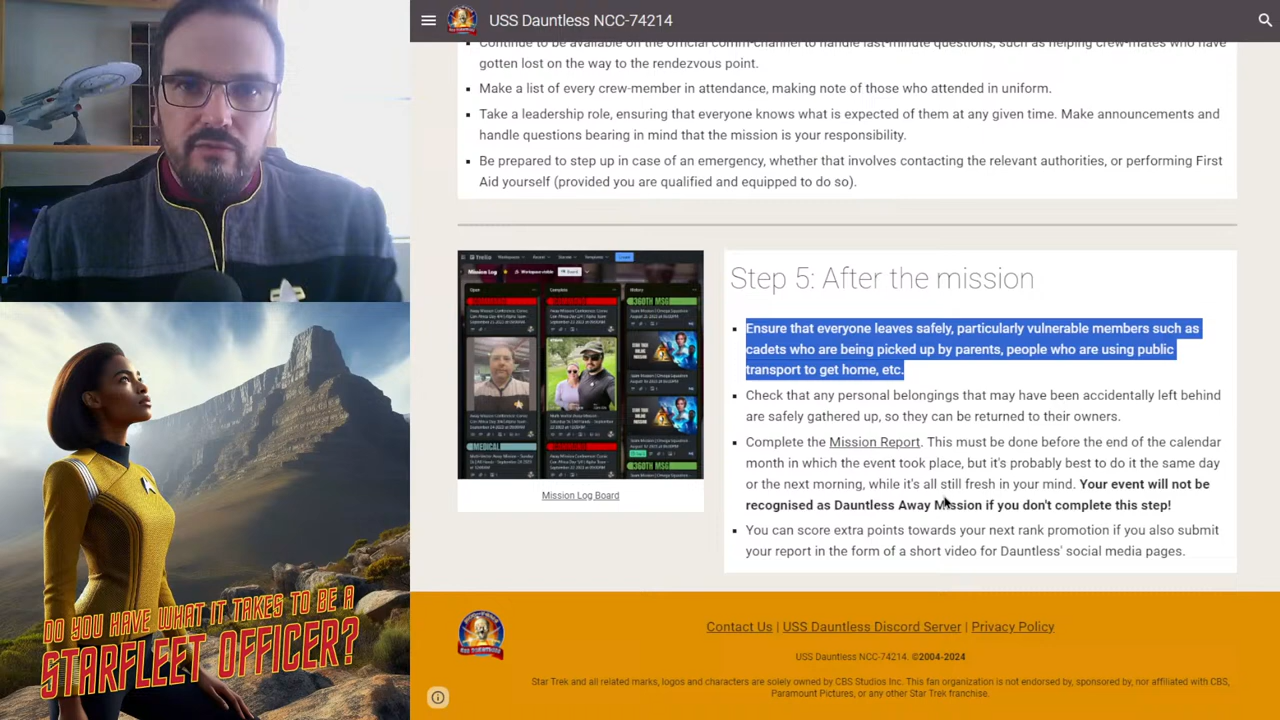 USS Dauntless NCC-74214
Continue to be available on the official comm-channel to handle last-minute questions, such as helping crew-mates who have
gotten lost on the way to the rendezvous point.
Make a list of every crew-member in attendance, making note of those who attended in uniform.
Take a leadership role, ensuring that everyone knows what is expected of them at any given time. Make announcements and
handle questions bearing in mind that the mission is your responsibility.
Be prepared to step up in case of an emergency, whether that involves contacting the relevant authorities, or performing First
Aid yourself (provided you are qualified and equipped to do so).
Trello
Mission Log
Open
Complete
History
Mission Log Board
Step 5: After the mission
Ensure that everyone leaves safely, particularly vulnerable members such as
cadets who are being picked up by parents, people who are using public
transport to get home, etc.
Check that any personal belongings that may have been accidentally left behind
are safely gathered up, so they can be returned to their owners.
Complete the Mission Report. This must be done before the end of the calendar
month in which the event took place, but it's probably best to do it the same day
or the next morning, while it's all still fresh in your mind. Your event will not be
recognised as Dauntless Away Mission if you don't complete this step!
You can score extra points towards your next rank promotion if you also submit
your report in the form of a short video for Dauntless' social media pages.
DO YOU HAVE WHAT IT TAKES TO BE A
STARFLEET OFFICER?
Contact Us | USS Dauntless Discord Server | Privacy Policy
USS Dauntless NCC-74214. ©2004-2024
Star Trek and all related marks, logos and characters are solely owned by CBS Studios Inc. This fan organization is not endorsed by, sponsored by, nor affiliated with CBS,
Paramount Pictures, or any other Star Trek franchise.